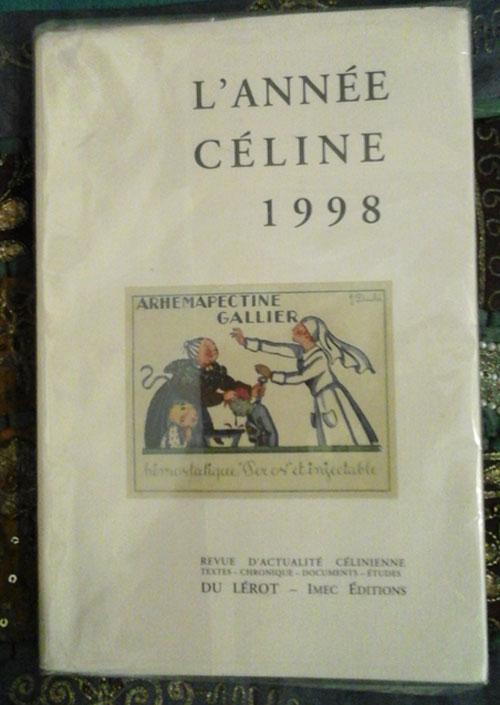 L'ANNÉE
CÉLINE
1998
ARHEMAPECTINE
GALLIER
hémostatique, "Per os" et injectable
REVUE D'ACTUALITÉ CÉLINIENNE
TEXTES – CHRONIQUE – DOCUMENTS – ÉTUDES
DU LÉROT – IMEC ÉDITIONS